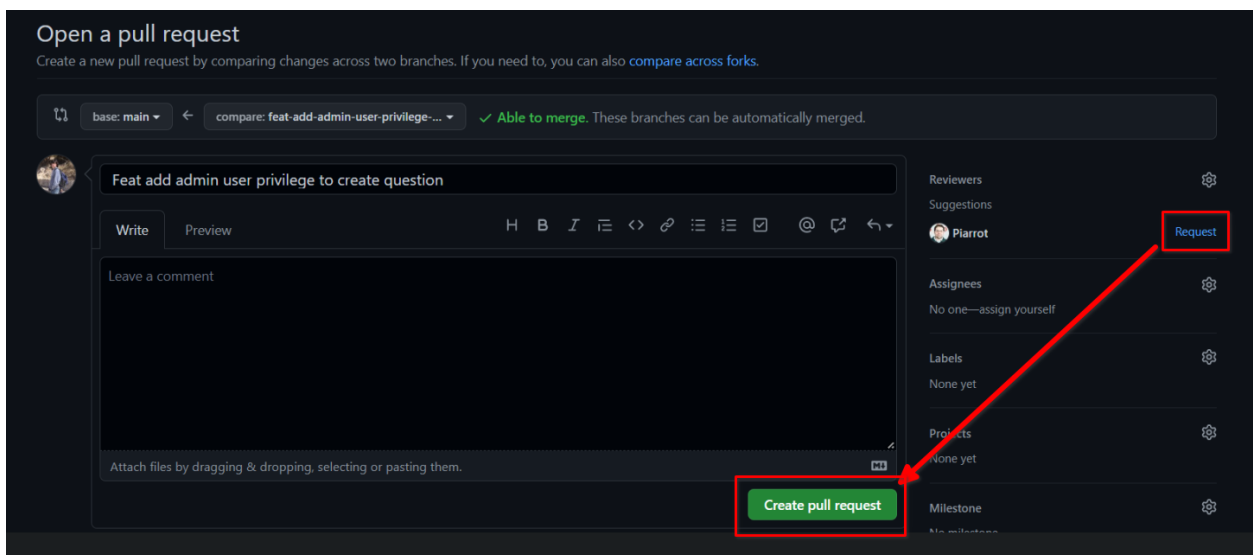 Open a pull request
Create a new pull request by comparing changes across two branches. If you need to, you can also compare across forks.
base: main
compare: feat-add-admin-user-privilege-...
Able to merge. These branches can be automatically merged.
Feat add admin user privilege to create question
Write Preview
Leave a comment
Attach files by dragging & dropping, selecting or pasting them.
Create pull request
Reviewers
Suggestions
Piarrot Request
Assignees
No one—assign yourself
Labels
None yet
Projects
None yet
Milestone
No milestone